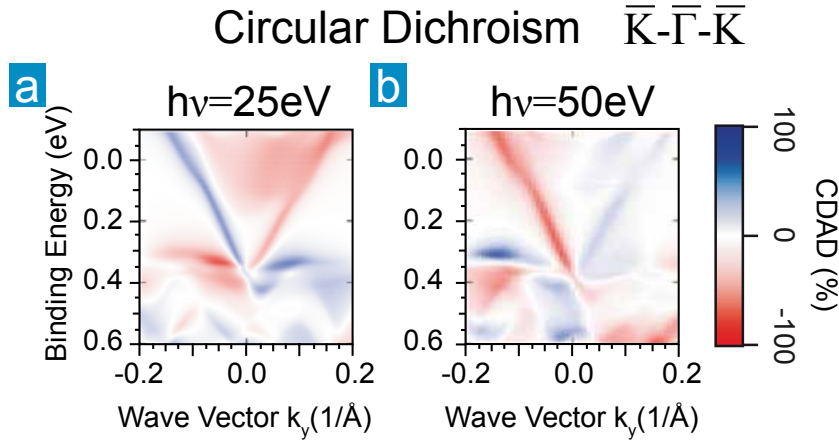 Circular Dichroism K̅-Γ̅-K̅
a
hν=25eV
b
hν=50eV
Binding Energy (eV)
0.0
0.2
0.4
0.6
-0.2
0.0
0.2
Wave Vector k_y(1/Å)
0.0
0.2
0.4
0.6
-0.2
0.0
0.2
Wave Vector k_y(1/Å)
100
0
-100
CDAD (%)